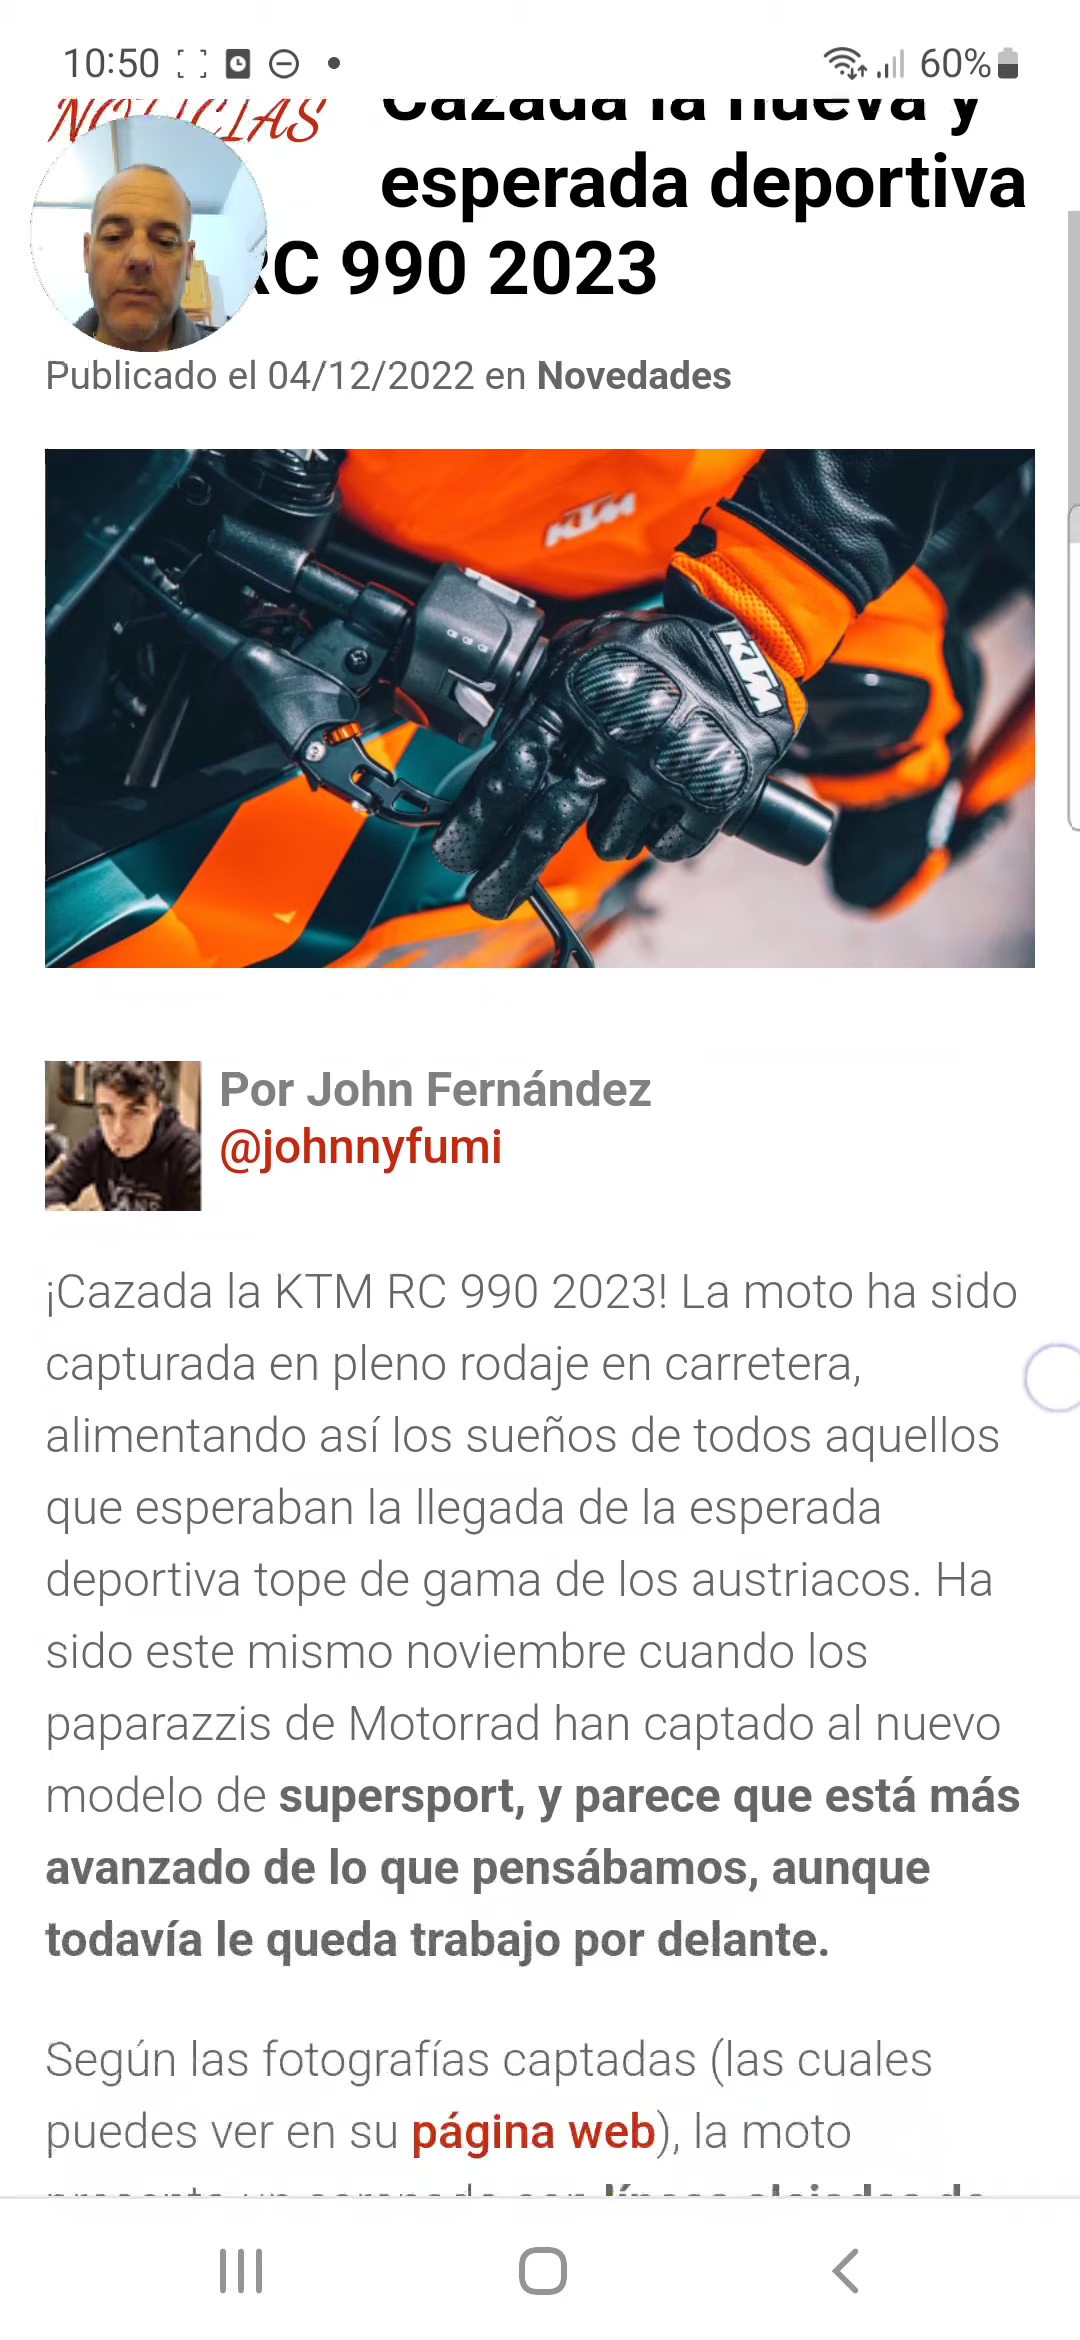 10:50
60%
NOTICIAS
Cazada la nueva y
esperada deportiva
RC 990 2023
Publicado el 04/12/2022 en Novedades
KTM
KTM
Por John Fernández
@johnnyfumi
¡Cazada la KTM RC 990 2023! La moto ha sido
capturada en pleno rodaje en carretera,
alimentando así los sueños de todos aquellos
que esperaban la llegada de la esperada
deportiva tope de gama de los austriacos. Ha
sido este mismo noviembre cuando los
paparazzis de Motorrad han captado al nuevo
modelo de supersport, y parece que está más
avanzado de lo que pensábamos, aunque
todavía le queda trabajo por delante.
Según las fotografías captadas (las cuales
puedes ver en su página web), la moto